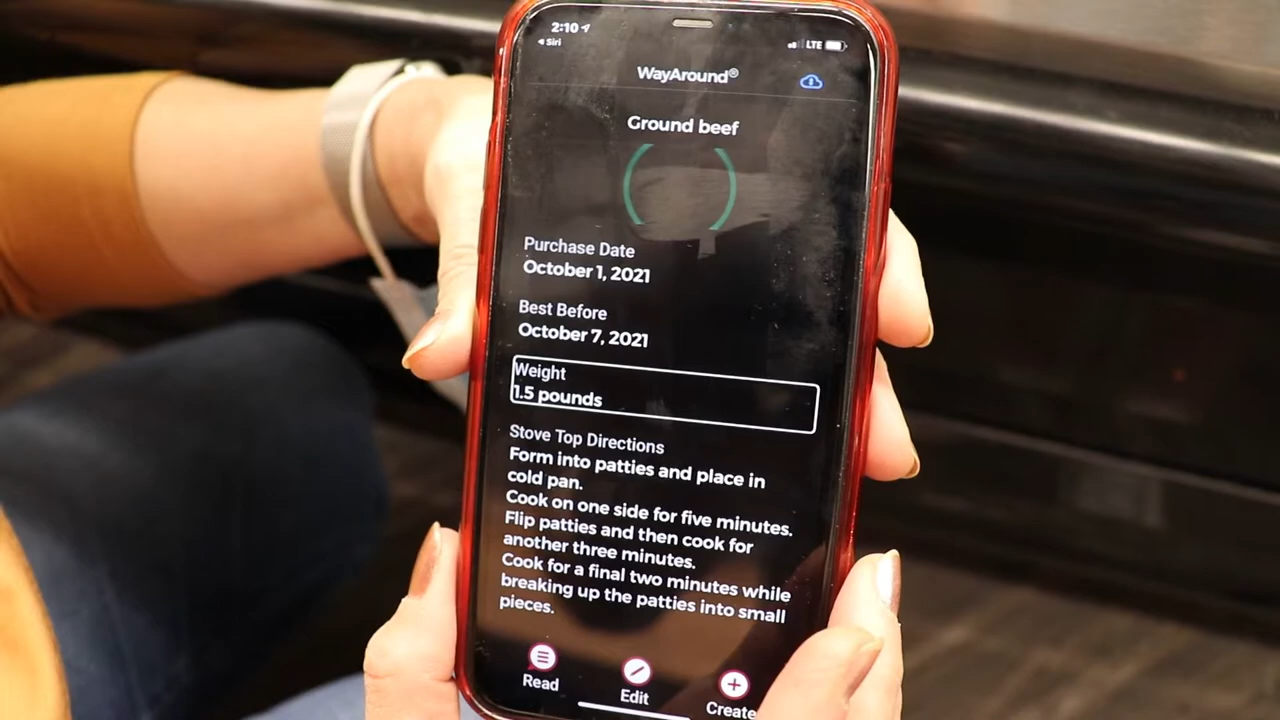 2:10
Siri
LTE
WayAround®
Ground beef
Purchase Date
October 1, 2021
Best Before
October 7, 2021
Weight
1.5 pounds
Stove Top Directions
Form into patties and place in
cold pan.
Cook on one side for five minutes.
Flip patties and then cook for
another three minutes.
Cook for a final two minutes while
breaking up the patties into small
pieces.
Read
Edit
Create